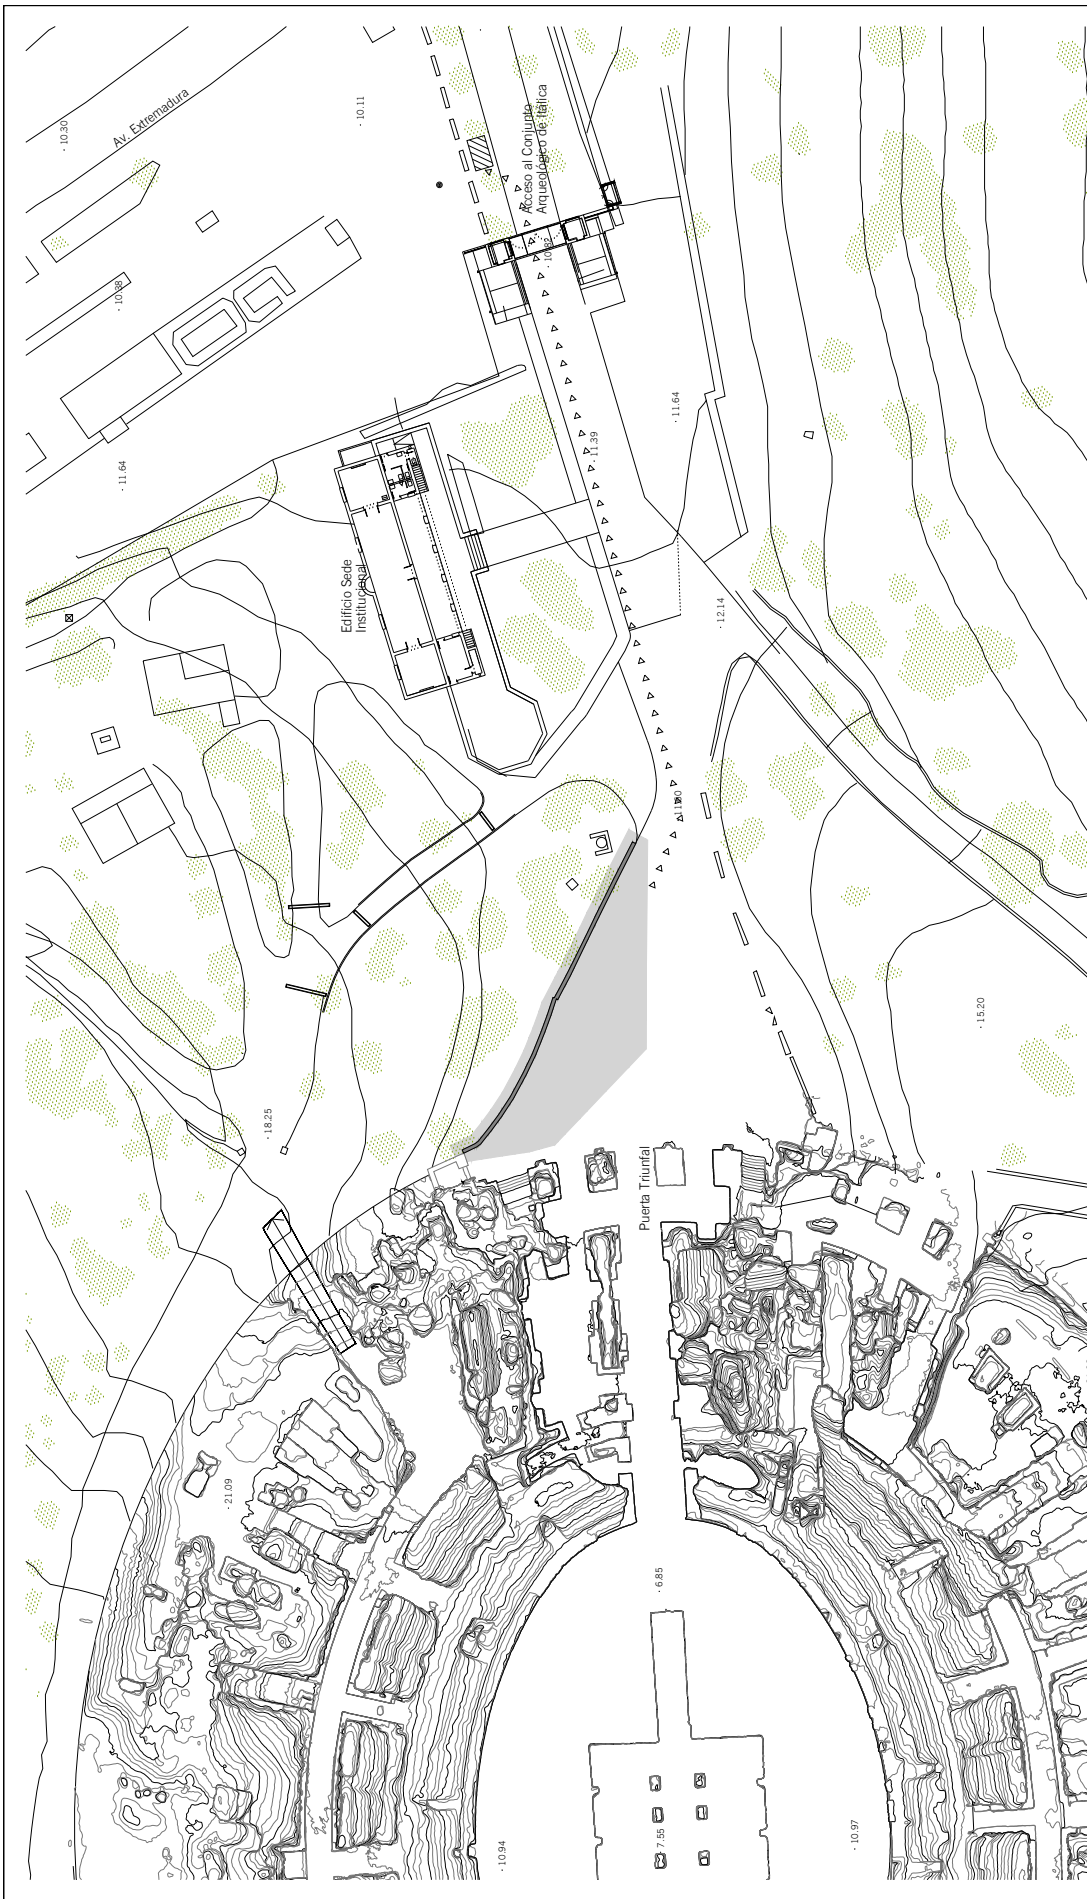 · 10.30
Av. Extremadura
· 10.11
Acceso al Conjunto
Arqueológico de Itálica
· 10.38
· 11.64
· 11.39
· 11.64
Edificio Sede
Institucional
· 12.14
· 15.20
· 18.25
Puerta Triunfal
· 21.09
· 6.85
· 10.94
· 7.55
· 10.97